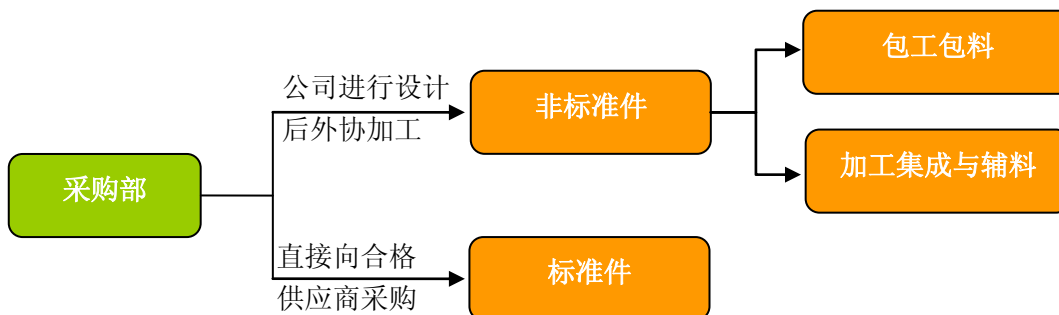 包工包料
公司进行设计
后外协加工
非标准件
加工集成与辅料
采购部
直接向合格
供应商采购
标准件